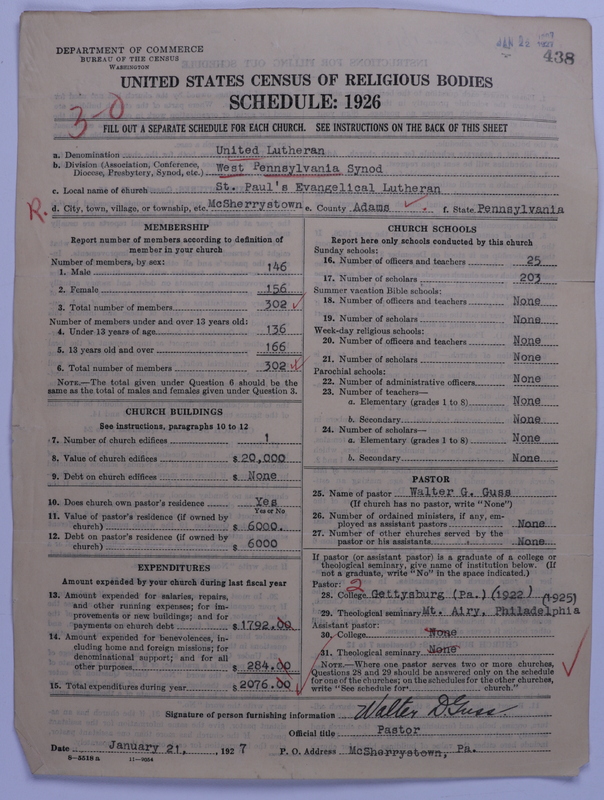 DEPARTMENT OF COMMERCE
BUREAU OF THE CENSUS
WASHINGTON
JAN 22 1927
438
UNITED STATES CENSUS OF RELIGIOUS BODIES
SCHEDULE: 1926
3-0
FILL OUT A SEPARATE SCHEDULE FOR EACH CHURCH. SEE INSTRUCTIONS ON THE BACK OF THIS SHEET
a. Denomination United Lutheran
b. Division (Association, Conference, Diocese, Presbytery, Synod, etc.) West Pennsylvania Synod
c. Local name of church St. Paul's Evangelical Lutheran
R. d. City, town, village, or township, etc. McSherrystown e. County Adams f. State Pennsylvania
MEMBERSHIP
Report number of members according to definition of
member in your church
Number of members, by sex:
1. Male 146
2. Female 156
3. Total number of members 302
Number of members under and over 13 years old:
4. Under 13 years of age 136
5. 13 years old and over 166
6. Total number of members 302
NOTE.—The total given under Question 6 should be the
same as the total of males and females given under Question 3.
CHURCH BUILDINGS
See instructions, paragraphs 10 to 12
7. Number of church edifices 1
8. Value of church edifices $ 20,000
9. Debt on church edifices $ None
10. Does church own pastor's residence Yes
Yes or No
11. Value of pastor's residence (if owned by
church) $ 6000.
12. Debt on pastor's residence (if owned by
church) $ 6000
EXPENDITURES
Amount expended by your church during last fiscal year
13. Amount expended for salaries, repairs,
and other running expenses; for im-
provements or new buildings; and for
payments on church debt $ 1792.00
14. Amount expended for benevolences, in-
cluding home and foreign missions; for
denominational support; and for all
other purposes $ 284.00
15. Total expenditures during year $ 2076.00
CHURCH SCHOOLS
Report here only schools conducted by this church
Sunday schools:
16. Number of officers and teachers 25
17. Number of scholars 203
Summer vacation Bible schools:
18. Number of officers and teachers None
19. Number of scholars None
Week-day religious schools:
20. Number of officers and teachers None
21. Number of scholars None
Parochial schools:
22. Number of administrative officers None
23. Number of teachers—
a. Elementary (grades 1 to 8) None
b. Secondary None
24. Number of scholars—
a. Elementary (grades 1 to 8) None
b. Secondary None
PASTOR
25. Name of pastor Walter G. Guss
(If church has no pastor, write "None")
26. Number of ordained ministers, if any, em-
ployed as assistant pastors None
27. Number of other churches served by the
pastor or his assistants None
If pastor (or assistant pastor) is a graduate of a college or
theological seminary, give name of institution below. (If
not a graduate, write "No" in the space indicated.)
Pastor: 2
28. College Gettysburg (Pa.) (1922)
29. Theological seminary Mt. Airy, Philadelphia (1925)
Assistant pastor:
30. College None
31. Theological seminary None
NOTE.—Where one pastor serves two or more churches,
Questions 28 and 29 should be answered only on the schedule
for one of the churches; on the schedules for the other churches,
write "See schedule for church."
Signature of person furnishing information Walter D Guss.
Official title Pastor
Date January 21, 1927 P. O. Address McSherrystown, Pa.
8—5518 a 11—9054